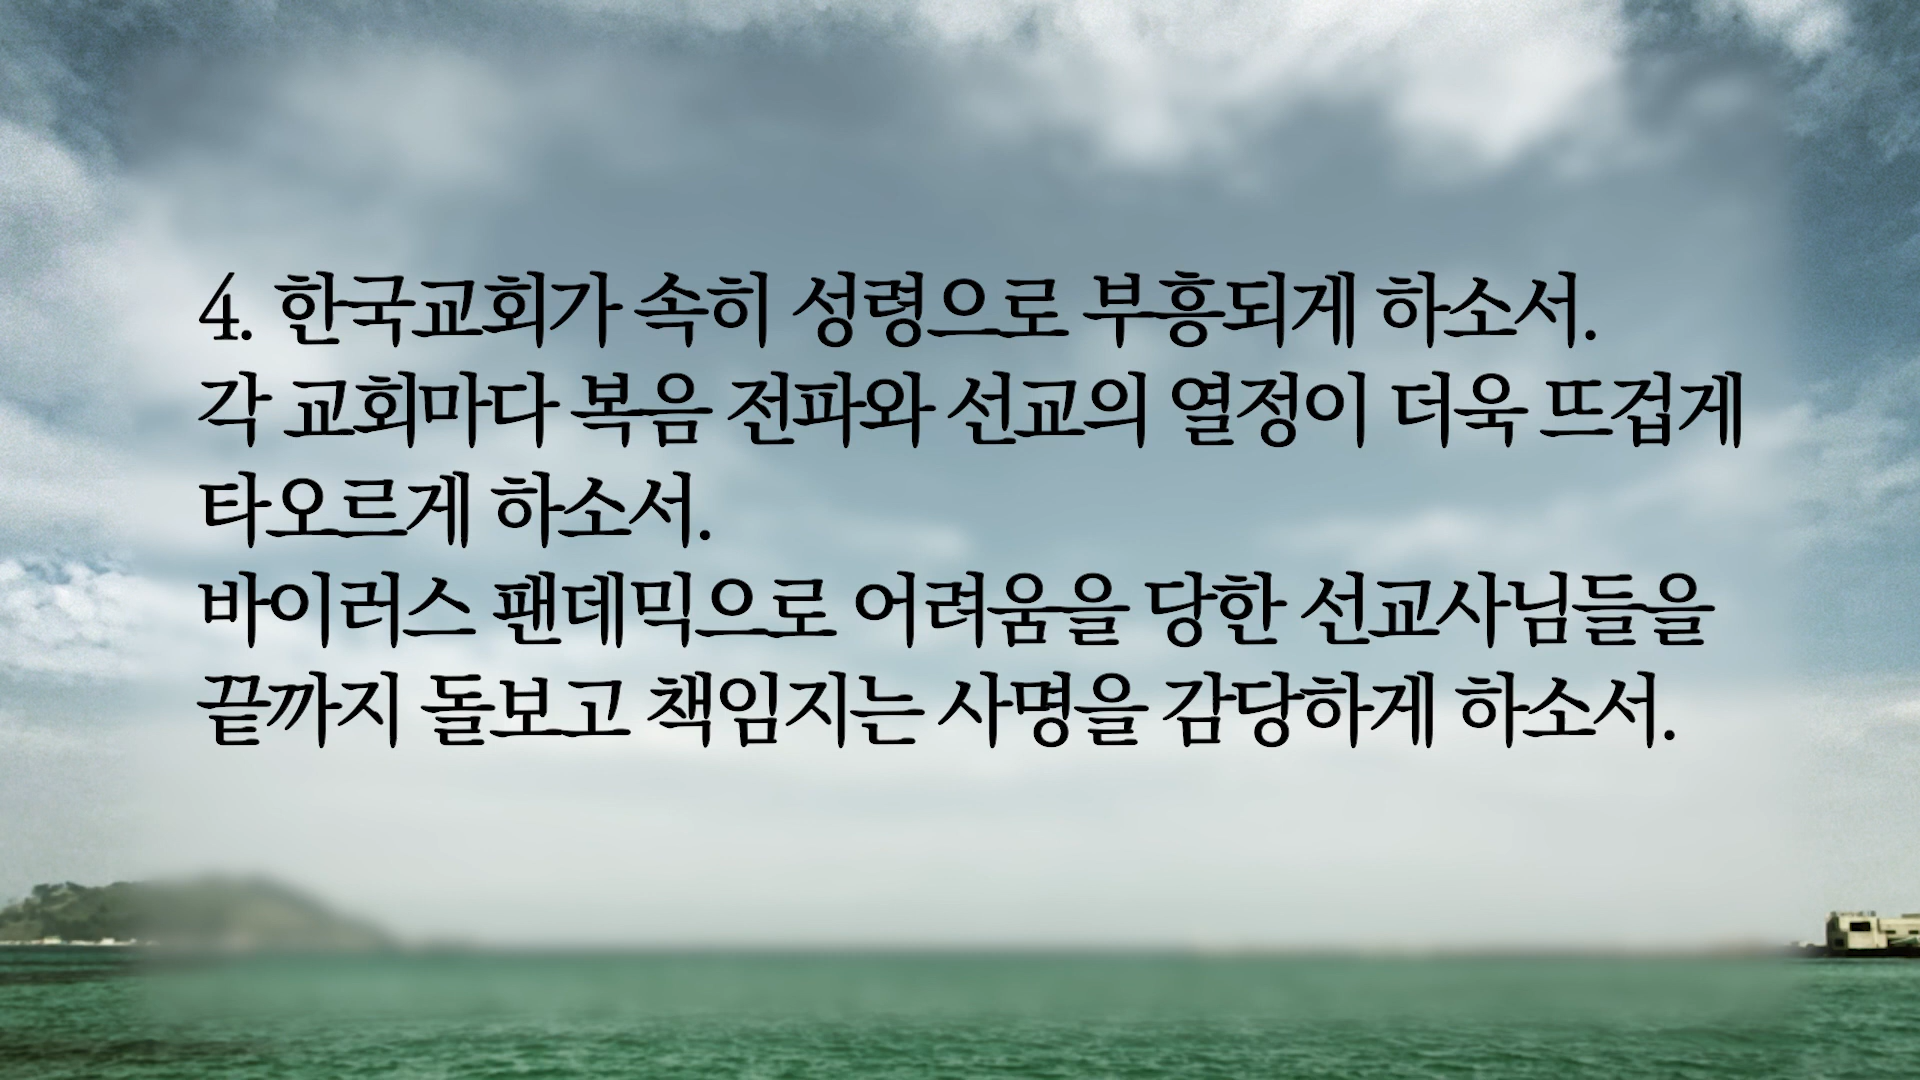 4. 한국교회가 속히 성령으로 부흥되게 하소서.
각 교회마다 복음 전파와 선교의 열정이 더욱 뜨겁게
타오르게 하소서.
바이러스 팬데믹으로 어려움을 당한 선교사님들을
끝까지 돌보고 책임지는 사명을 감당하게 하소서.